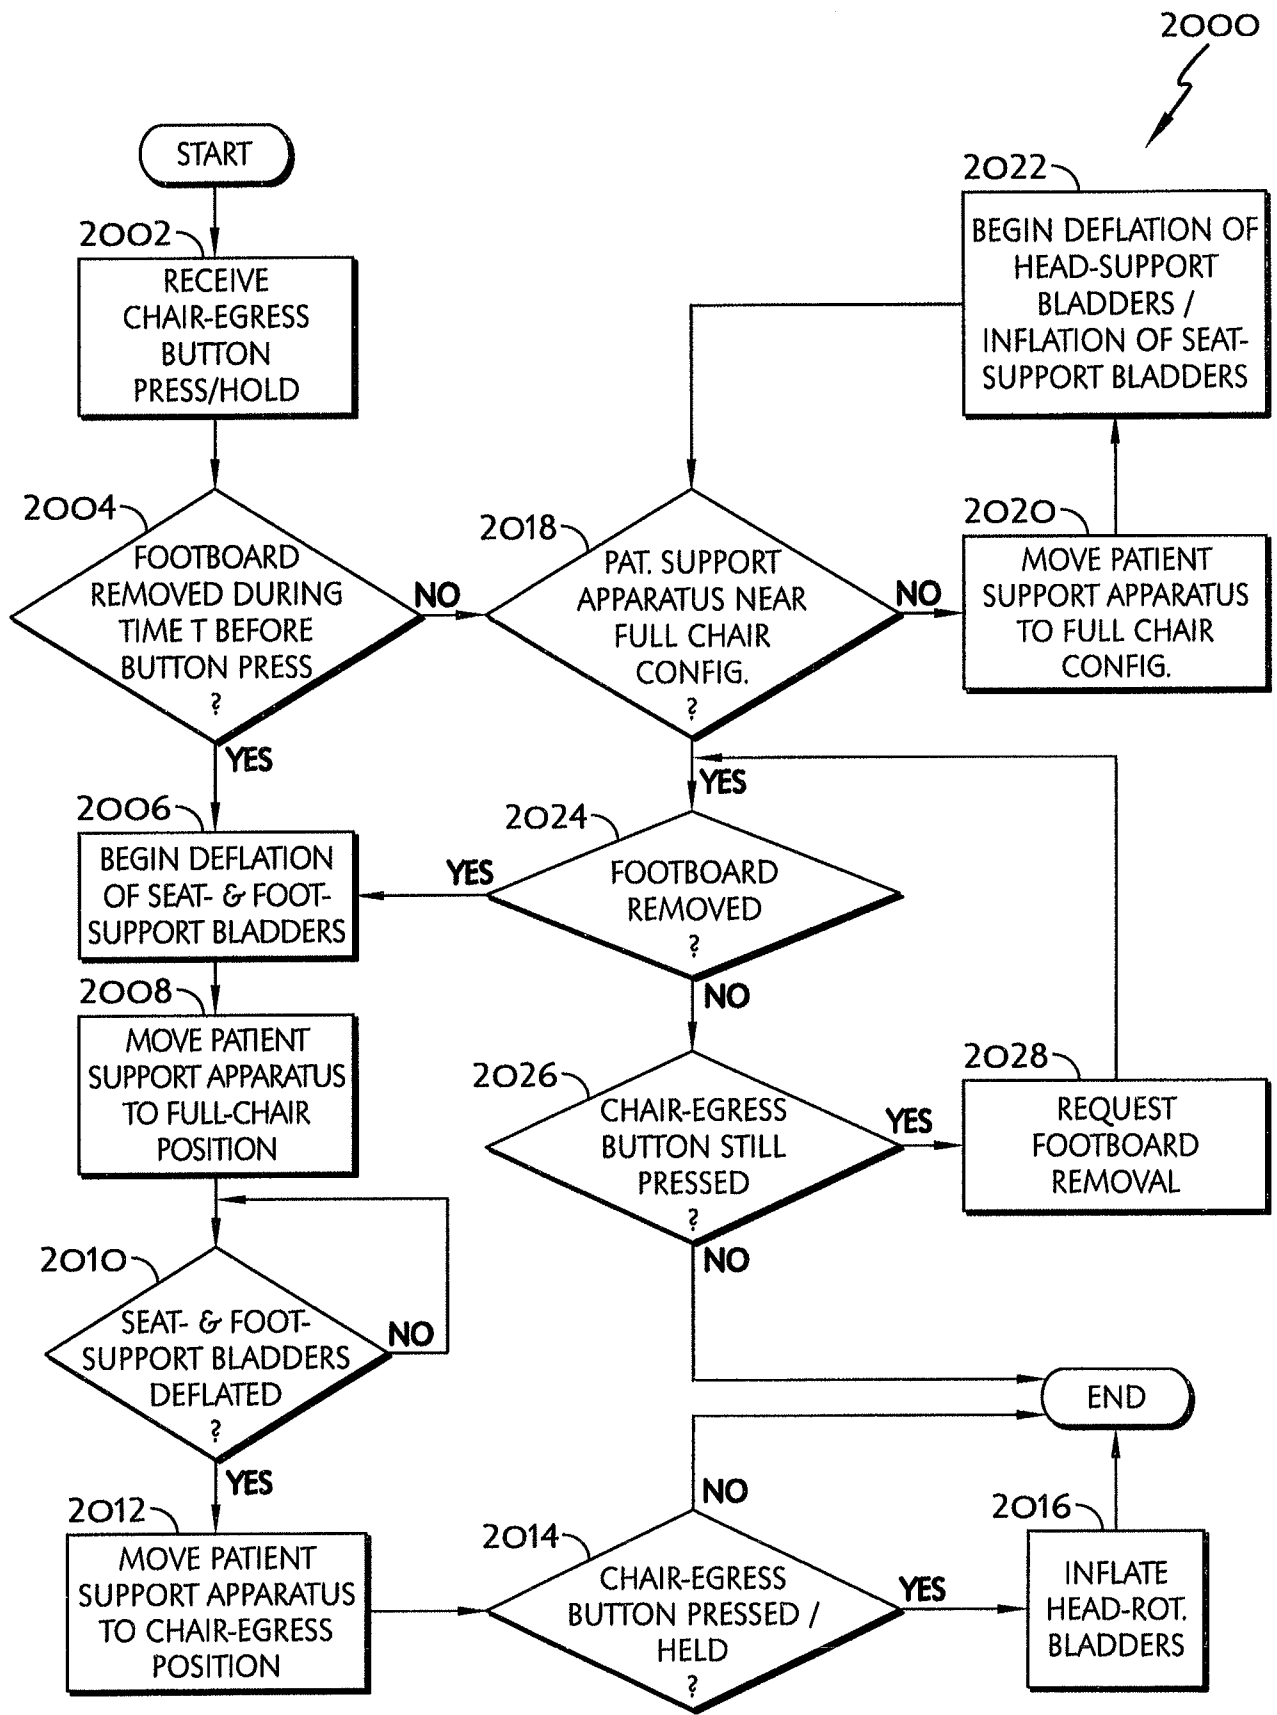 2000
START
2002
RECEIVE
CHAIR-EGRESS
BUTTON
PRESS/HOLD
2004
FOOTBOARD
REMOVED DURING
TIME T BEFORE
BUTTON PRESS
?
NO
YES
2006
BEGIN DEFLATION
OF SEAT- & FOOT-
SUPPORT BLADDERS
2008
MOVE PATIENT
SUPPORT APPARATUS
TO FULL-CHAIR
POSITION
2010
SEAT- & FOOT-
SUPPORT BLADDERS
DEFLATED
?
NO
YES
2012
MOVE PATIENT
SUPPORT APPARATUS
TO CHAIR-EGRESS
POSITION
2014
CHAIR-EGRESS
BUTTON PRESSED /
HELD
?
NO
YES
2016
INFLATE
HEAD-ROT.
BLADDERS
END
2018
PAT. SUPPORT
APPARATUS NEAR
FULL CHAIR
CONFIG.
?
NO
YES
2020
MOVE PATIENT
SUPPORT APPARATUS
TO FULL CHAIR
CONFIG.
2022
BEGIN DEFLATION OF
HEAD-SUPPORT
BLADDERS /
INFLATION OF SEAT-
SUPPORT BLADDERS
2024
FOOTBOARD
REMOVED
?
YES
NO
2026
CHAIR-EGRESS
BUTTON STILL
PRESSED
?
YES
NO
2028
REQUEST
FOOTBOARD
REMOVAL